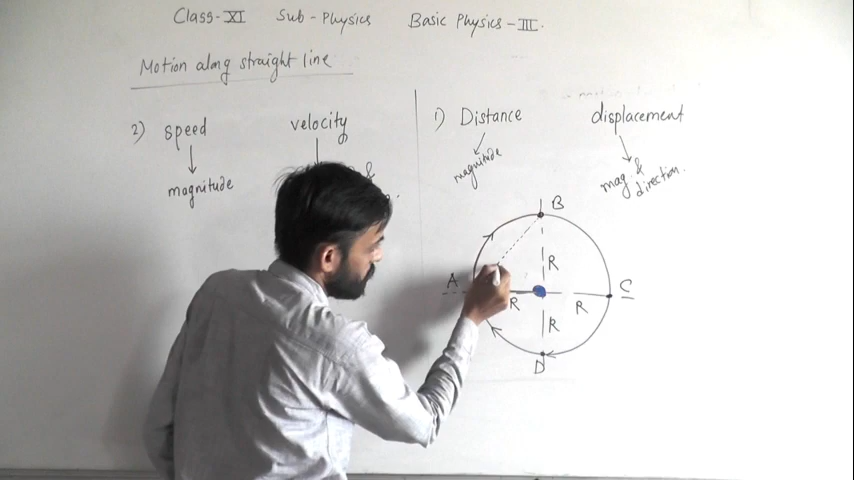 Class-XI Sub-Physics Basic Physics-III.
Motion along straight line
2) speed velocity
magnitude &
1) Distance displacement
magnitude mag. & direction.
B
R
A C
R R
R
D